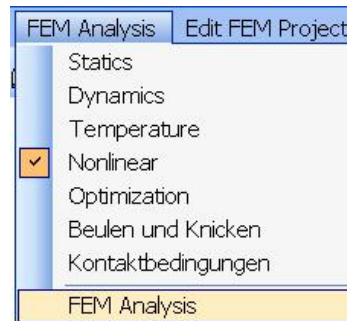 FEM Analysis Edit FEM Project
Statics
Dynamics
Temperature
Nonlinear
Optimization
Beulen und Knicken
Kontaktbedingungen
FEM Analysis